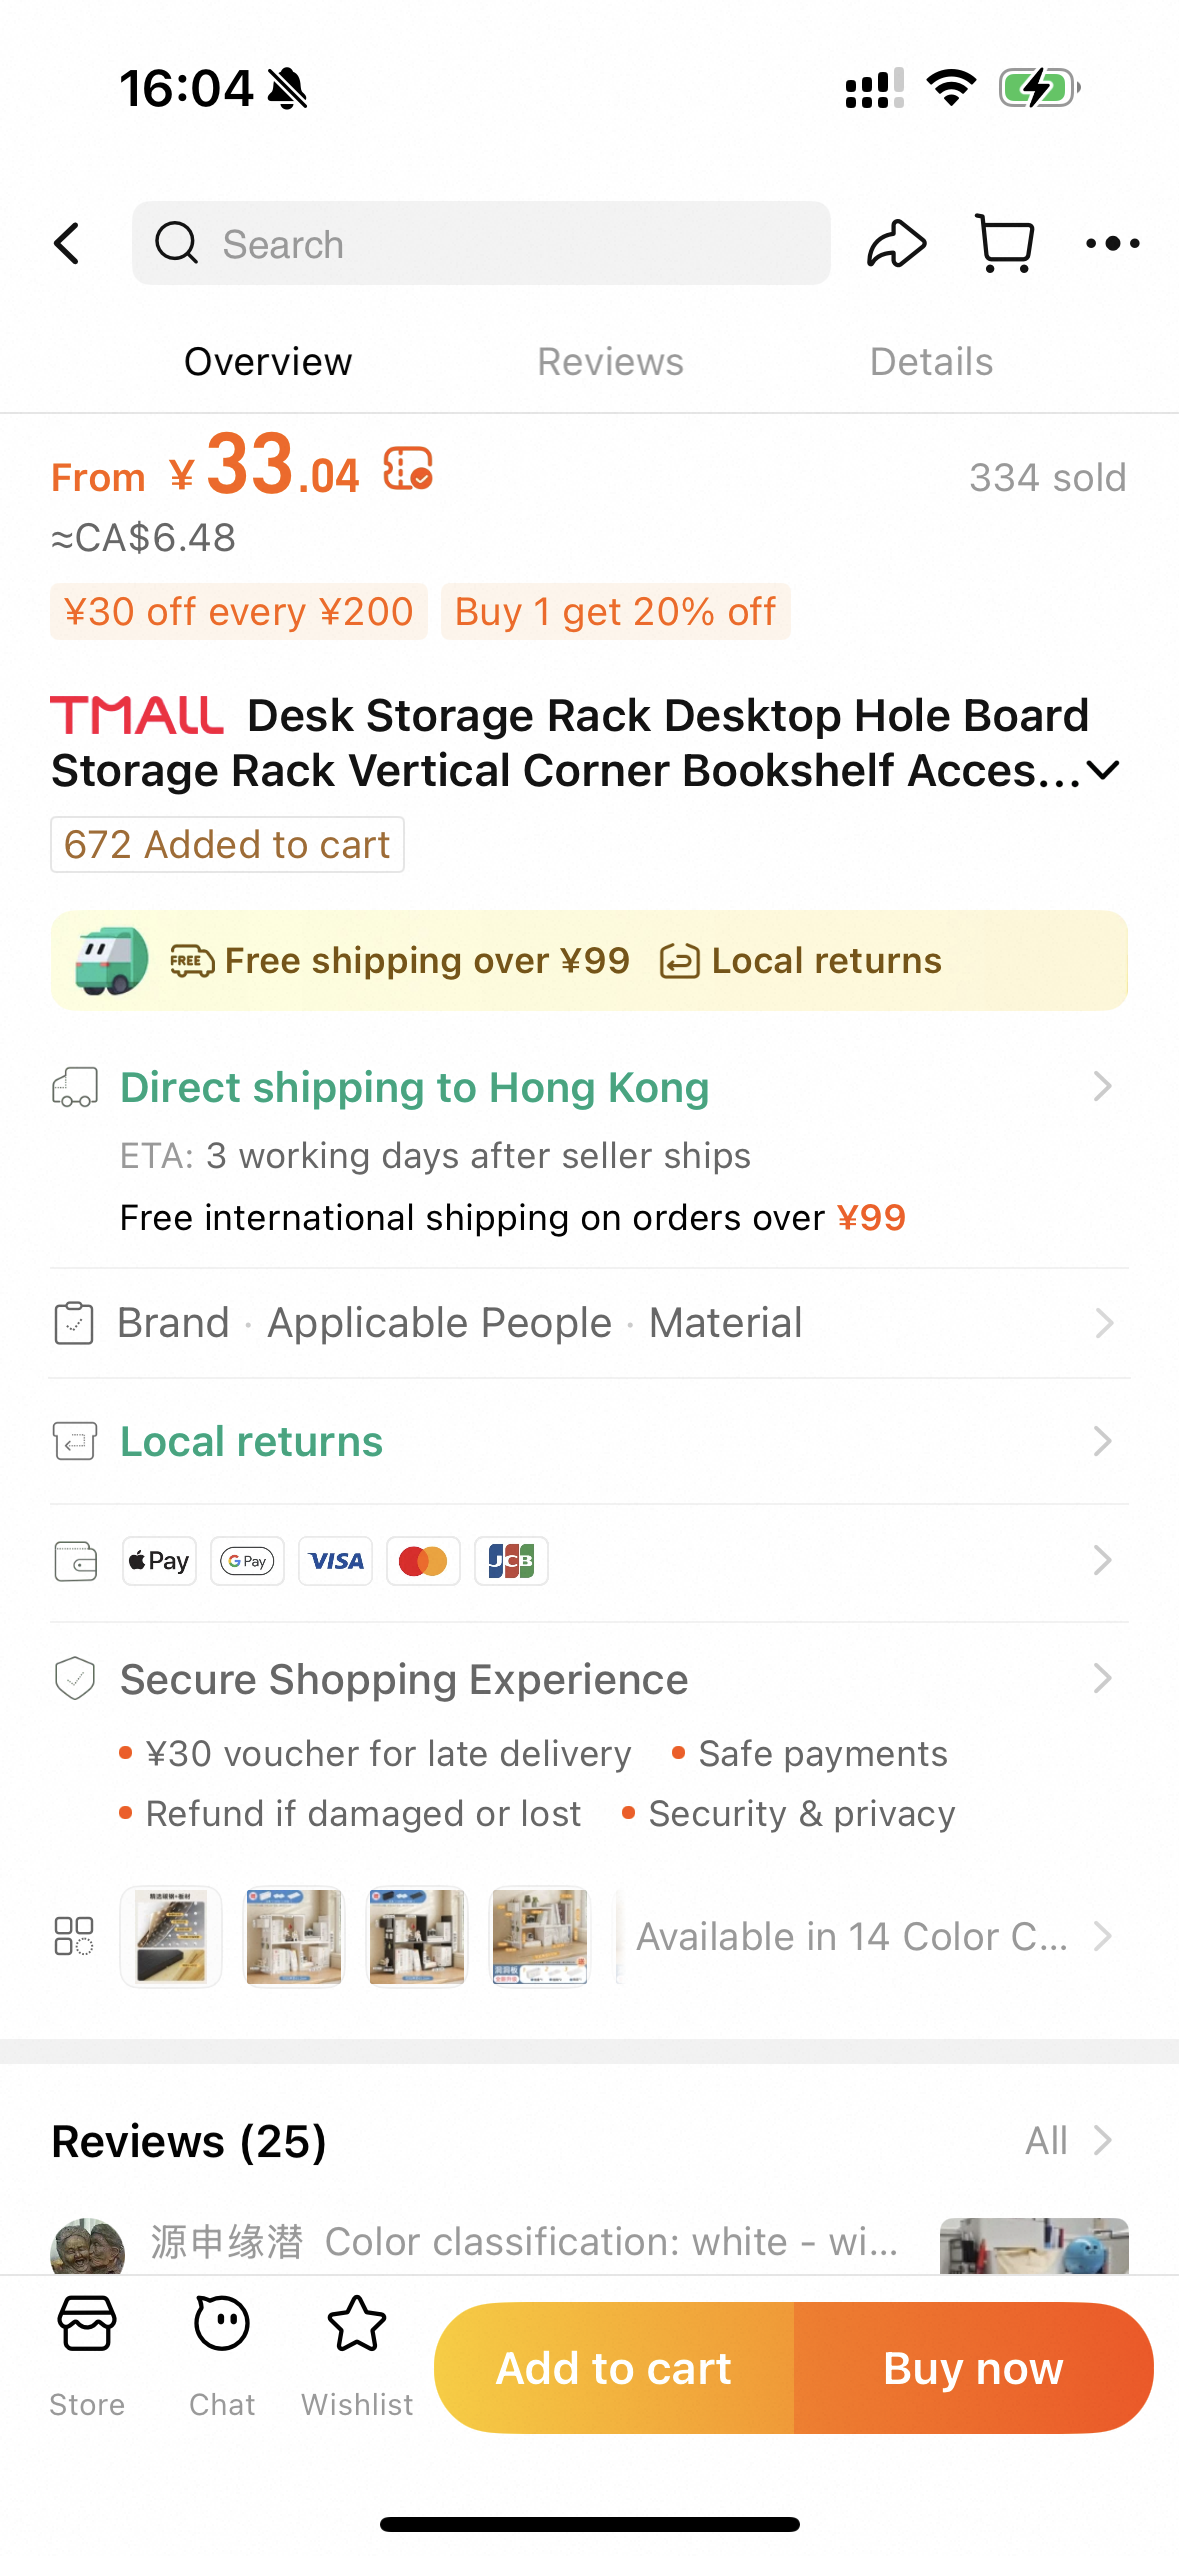 16:04
Search
Overview Reviews Details
From ¥33.04 334 sold
≈CA$6.48
¥30 off every ¥200 Buy 1 get 20% off
TMALL Desk Storage Rack Desktop Hole Board
Storage Rack Vertical Corner Bookshelf Acces...
672 Added to cart
FREE Free shipping over ¥99 Local returns
Direct shipping to Hong Kong
ETA: 3 working days after seller ships
Free international shipping on orders over ¥99
Brand · Applicable People · Material
Local returns
Pay G Pay VISA JCB
Secure Shopping Experience
• ¥30 voucher for late delivery • Safe payments
• Refund if damaged or lost • Security & privacy
Available in 14 Color C...
Reviews (25) All
源申缘潜 Color classification: white - wi...
Store Chat Wishlist Add to cart Buy now